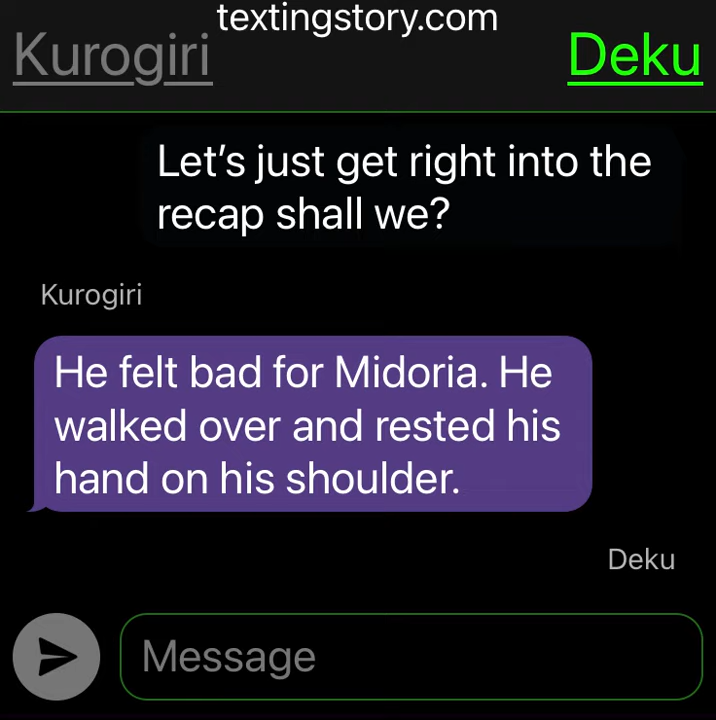 textingstory.com
Kurogiri
Deku
Let’s just get right into the
recap shall we?
Kurogiri
He felt bad for Midoria. He
walked over and rested his
hand on his shoulder.
Deku
Message